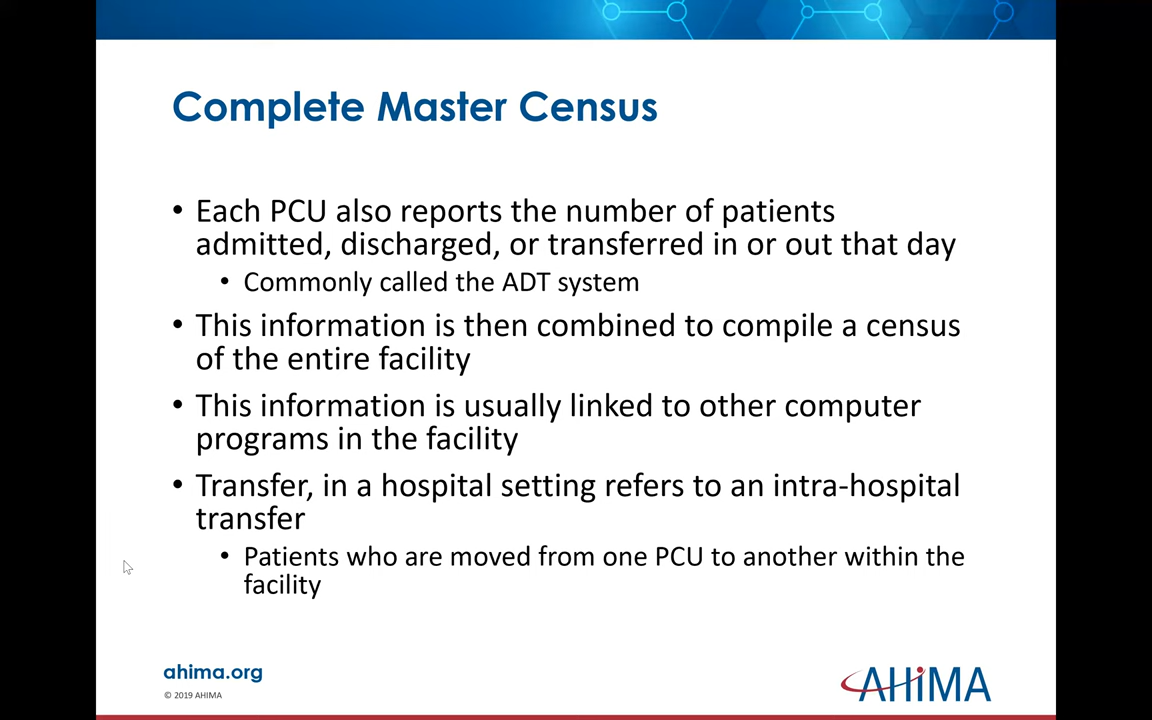 Complete Master Census
• Each PCU also reports the number of patients
admitted, discharged, or transferred in or out that day
• Commonly called the ADT system
• This information is then combined to compile a census
of the entire facility
• This information is usually linked to other computer
programs in the facility
• Transfer, in a hospital setting refers to an intra-hospital
transfer
• Patients who are moved from one PCU to another within the
facility
ahima.org
© 2019 AHIMA
AHiMA